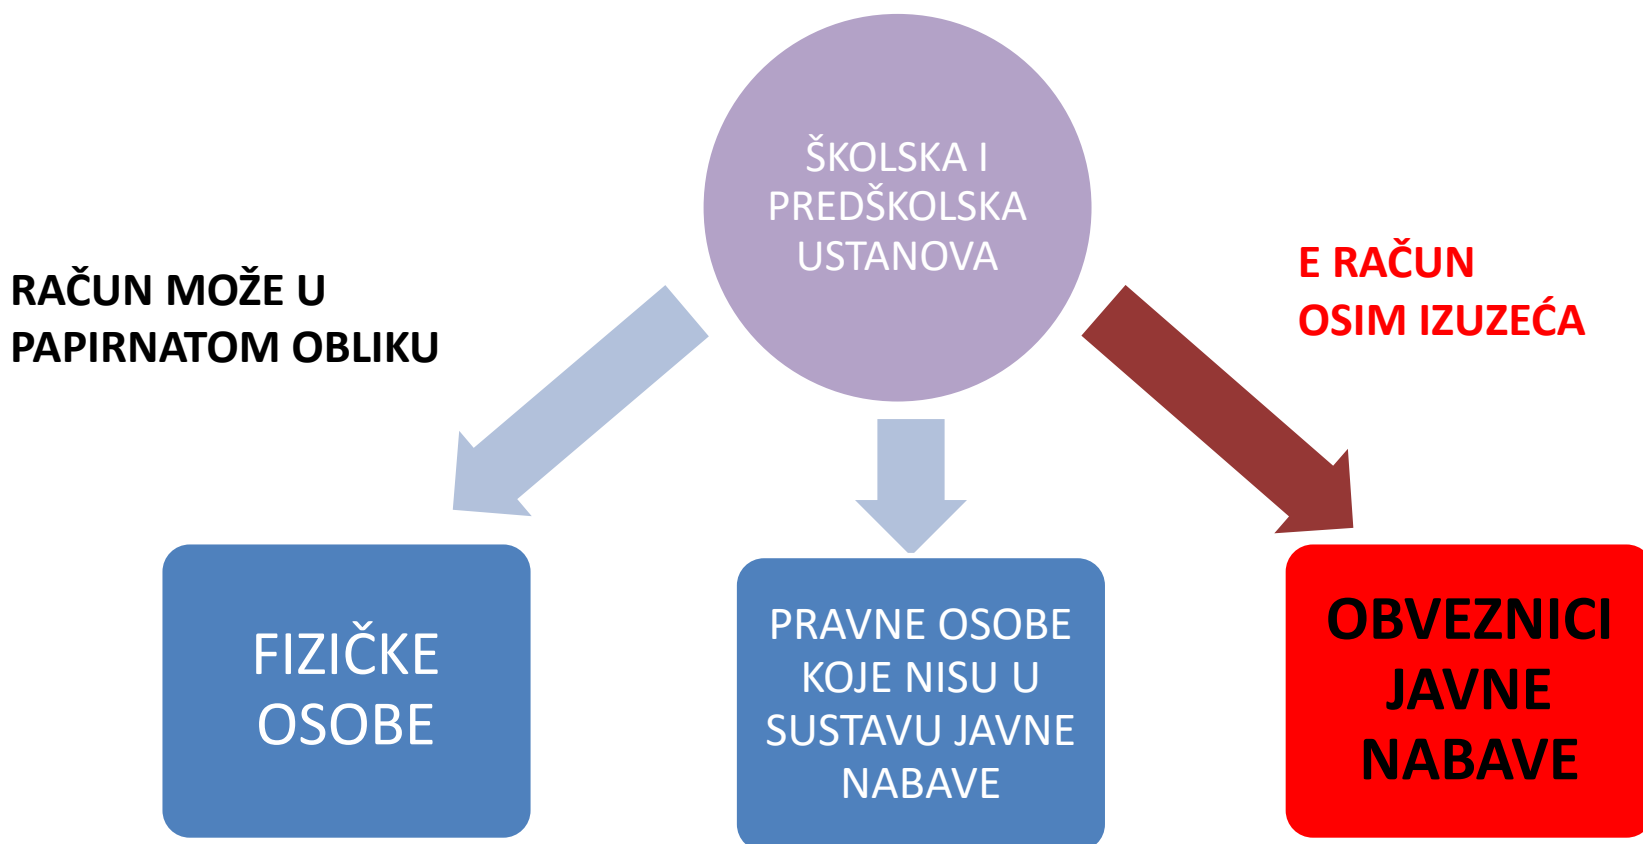 ŠKOLSKA I
PREDŠKOLSKA
USTANOVA
RAČUN MOŽE U
PAPIRNATOM OBLIKU
E RAČUN
OSIM IZUZEĆA
FIZIČKE
OSOBE
PRAVNE OSOBE
KOJE NISU U
SUSTAVU JAVNE
NABAVE
OBVEZNICI
JAVNE
NABAVE